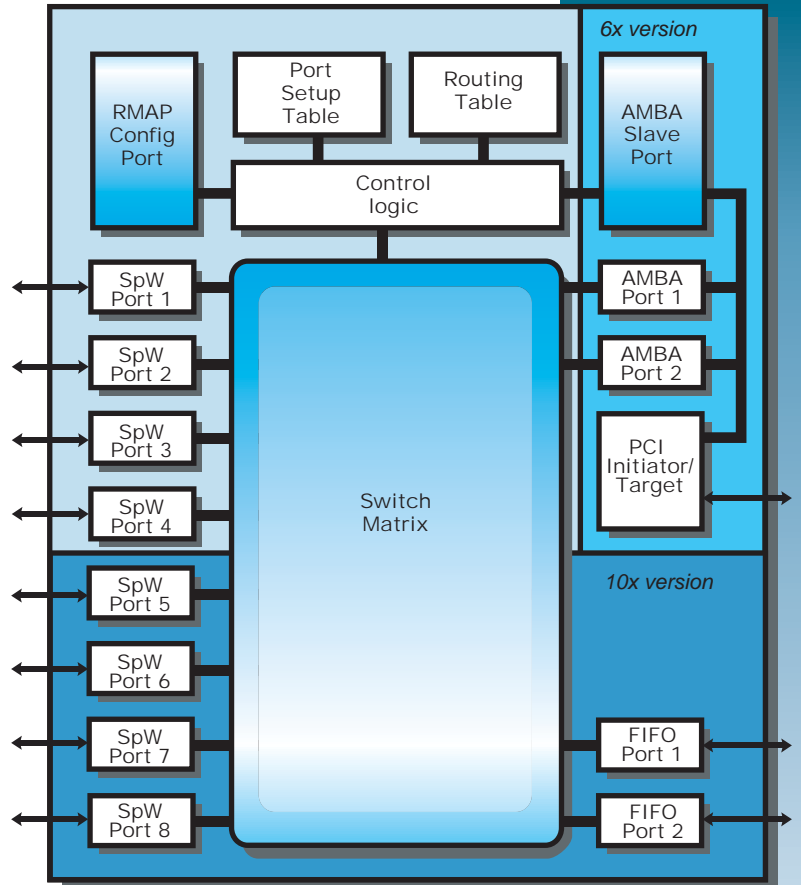 6x version
RMAP
Config
Port
Port
Setup
Table
Routing
Table
AMBA
Slave
Port
Control
logic
SpW
Port 1
AMBA
Port 1
SpW
Port 2
AMBA
Port 2
SpW
Port 3
PCI
Initiator/
Target
SpW
Port 4
Switch
Matrix
10x version
SpW
Port 5
SpW
Port 6
SpW
Port 7
FIFO
Port 1
SpW
Port 8
FIFO
Port 2